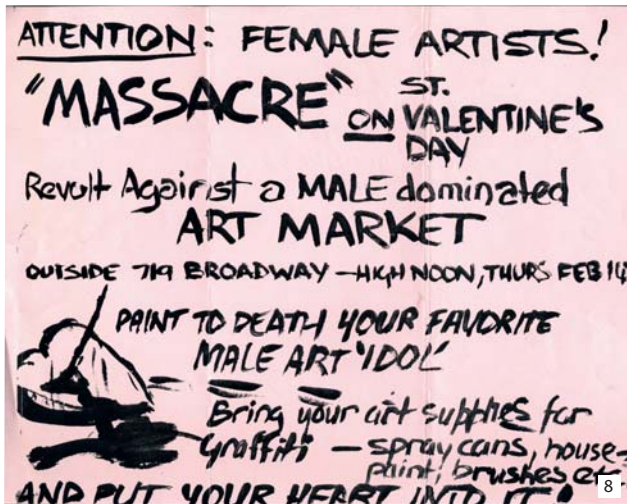 ATTENTION: FEMALE ARTISTS!
"MASSACRE" ON ST. VALENTINE'S DAY
Revolt Against a MALE dominated
ART MARKET
OUTSIDE 719 BROADWAY — HIGH NOON, THURS FEB 14
PAINT TO DEATH YOUR FAVORITE
MALE ART 'IDOL'
Bring your art supplies for
graffiti — spray cans, house-
paint, brushes etc
AND PUT YOUR HEART INTO IT
8